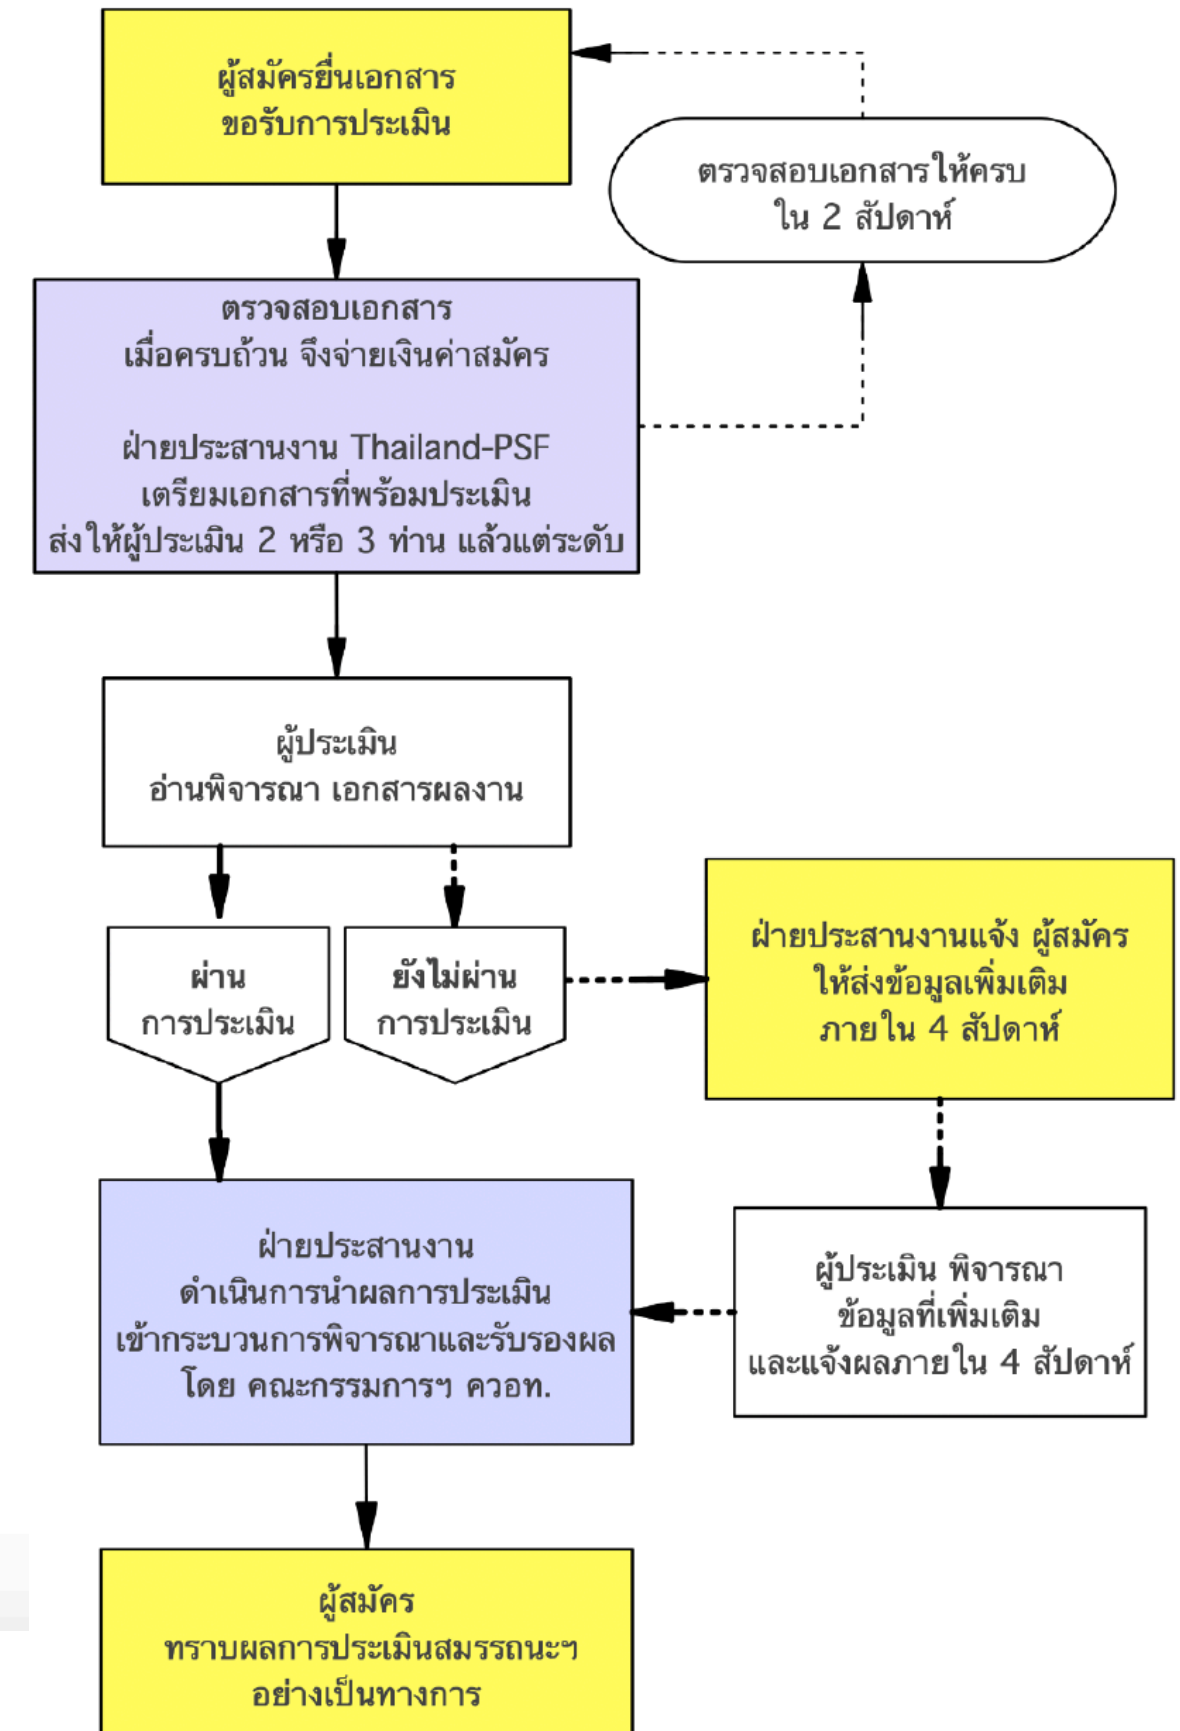 ผู้สมัครยื่นเอกสาร
ขอรับการประเมิน
ตรวจสอบเอกสารให้ครบ
ใน 2 สัปดาห์
ตรวจสอบเอกสาร
เมื่อครบถ้วน จึงจ่ายเงินค่าสมัคร
ฝ่ายประสานงาน Thailand-PSF
เตรียมเอกสารที่พร้อมประเมิน
ส่งให้ผู้ประเมิน 2 หรือ 3 ท่าน แล้วแต่ระดับ
ผู้ประเมิน
อ่านพิจารณา เอกสารผลงาน
ผ่าน
การประเมิน
ยังไม่ผ่าน
การประเมิน
ฝ่ายประสานงานแจ้ง ผู้สมัคร
ให้ส่งข้อมูลเพิ่มเติม
ภายใน 4 สัปดาห์
ผู้ประเมิน พิจารณา
ข้อมูลที่เพิ่มเติม
และแจ้งผลภายใน 4 สัปดาห์
ฝ่ายประสานงาน
ดำเนินการนำผลการประเมิน
เข้ากระบวนการพิจารณาและรับรองผล
โดย คณะกรรมการฯ ควอท.
ผู้สมัคร
ทราบผลการประเมินสมรรถนะฯ
อย่างเป็นทางการ